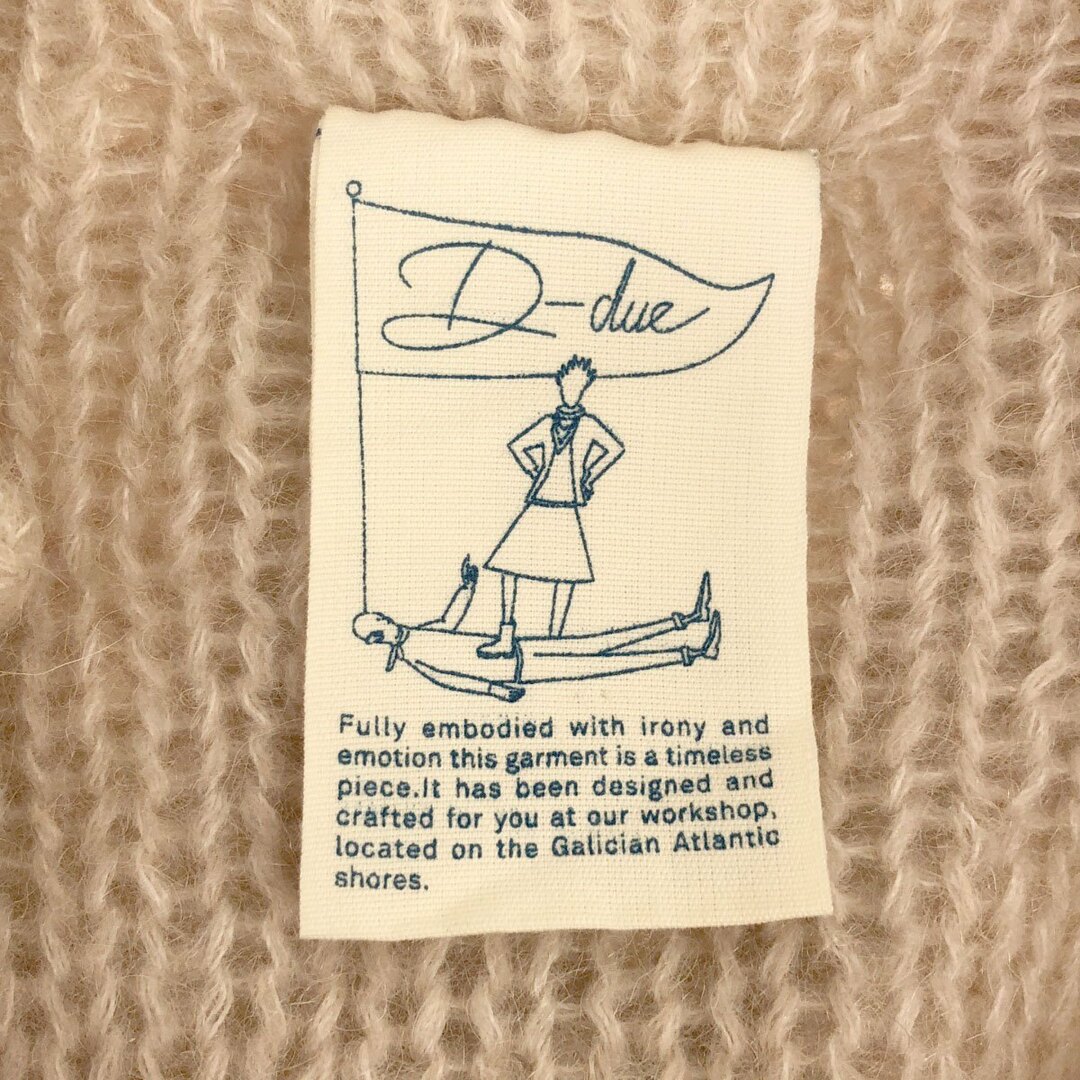 D-due
Fully embodied with irony and
emotion this garment is a timeless
piece.It has been designed and
crafted for you at our workshop,
located on the Galician Atlantic
shores.